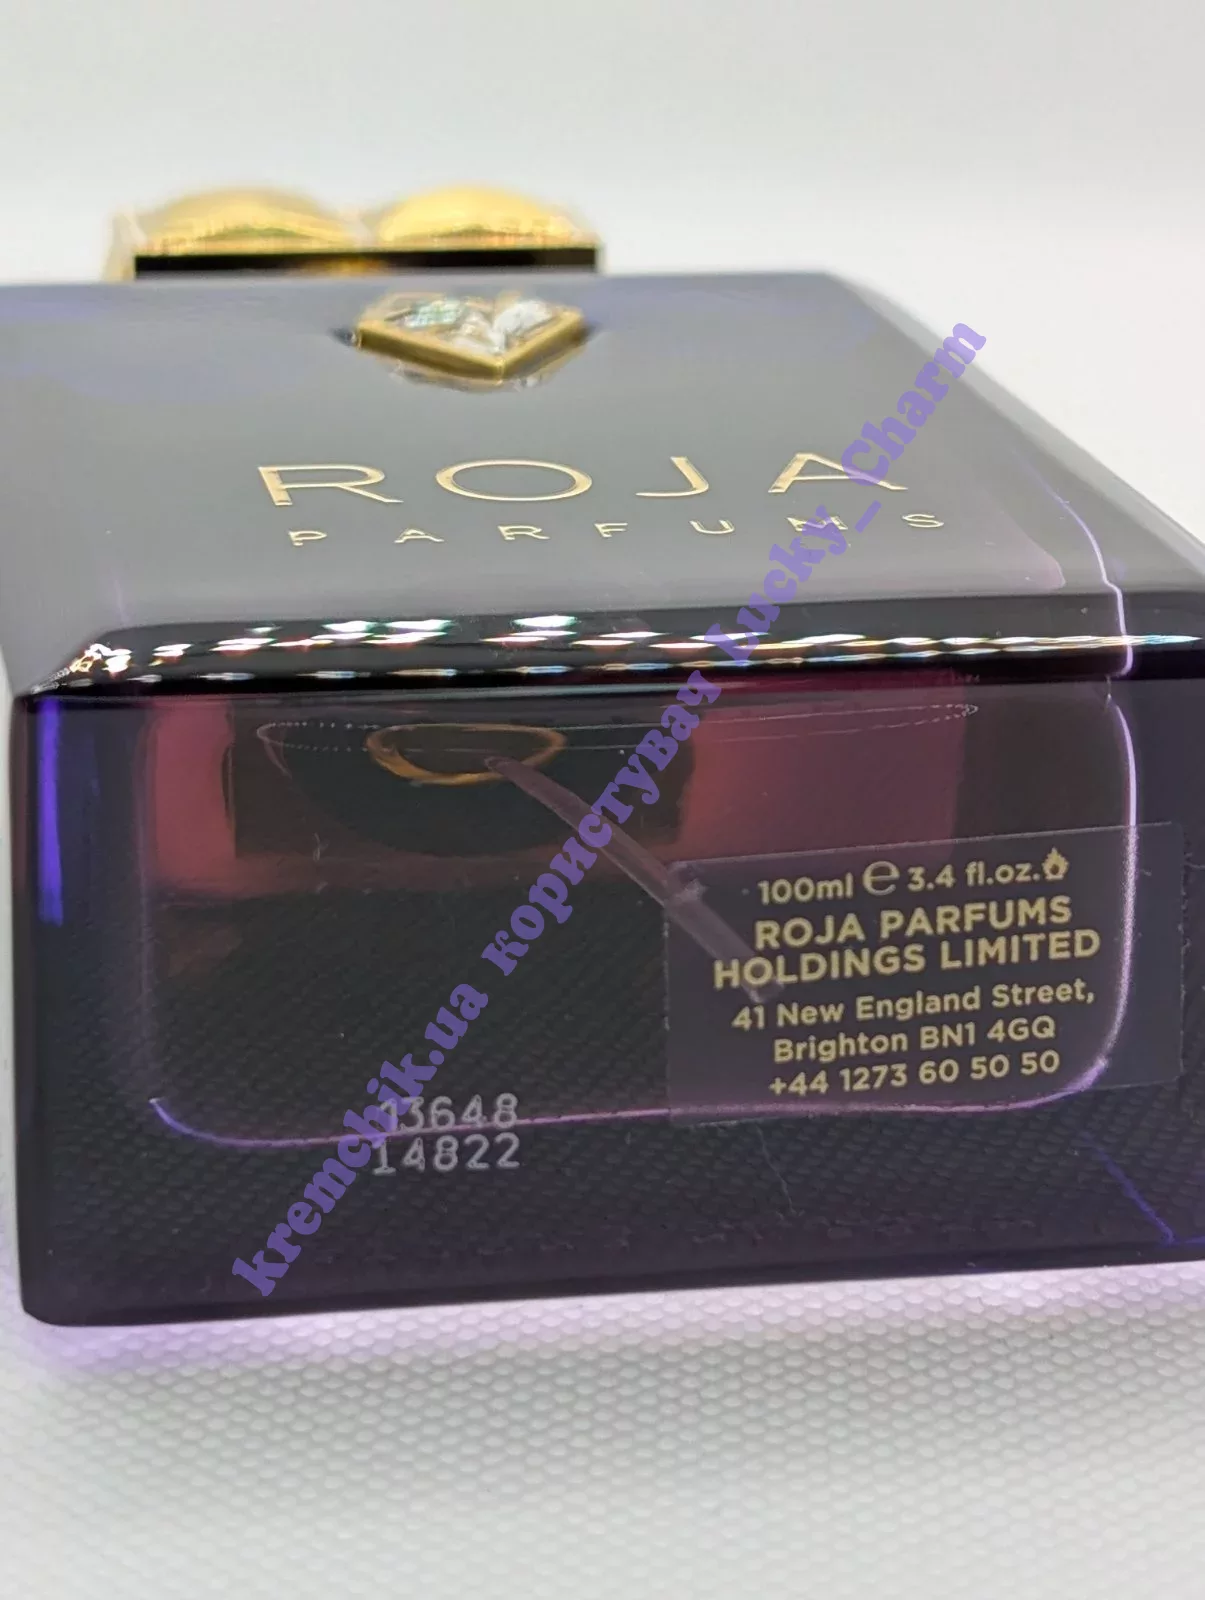 ROJA
PARFUMS
100ml ℮ 3.4 fl.oz.
ROJA PARFUMS
HOLDINGS LIMITED
41 New England Street,
Brighton BN1 4GQ
+44 1273 60 50 50
14822
kremchik.ua користувач Lucky_Charm